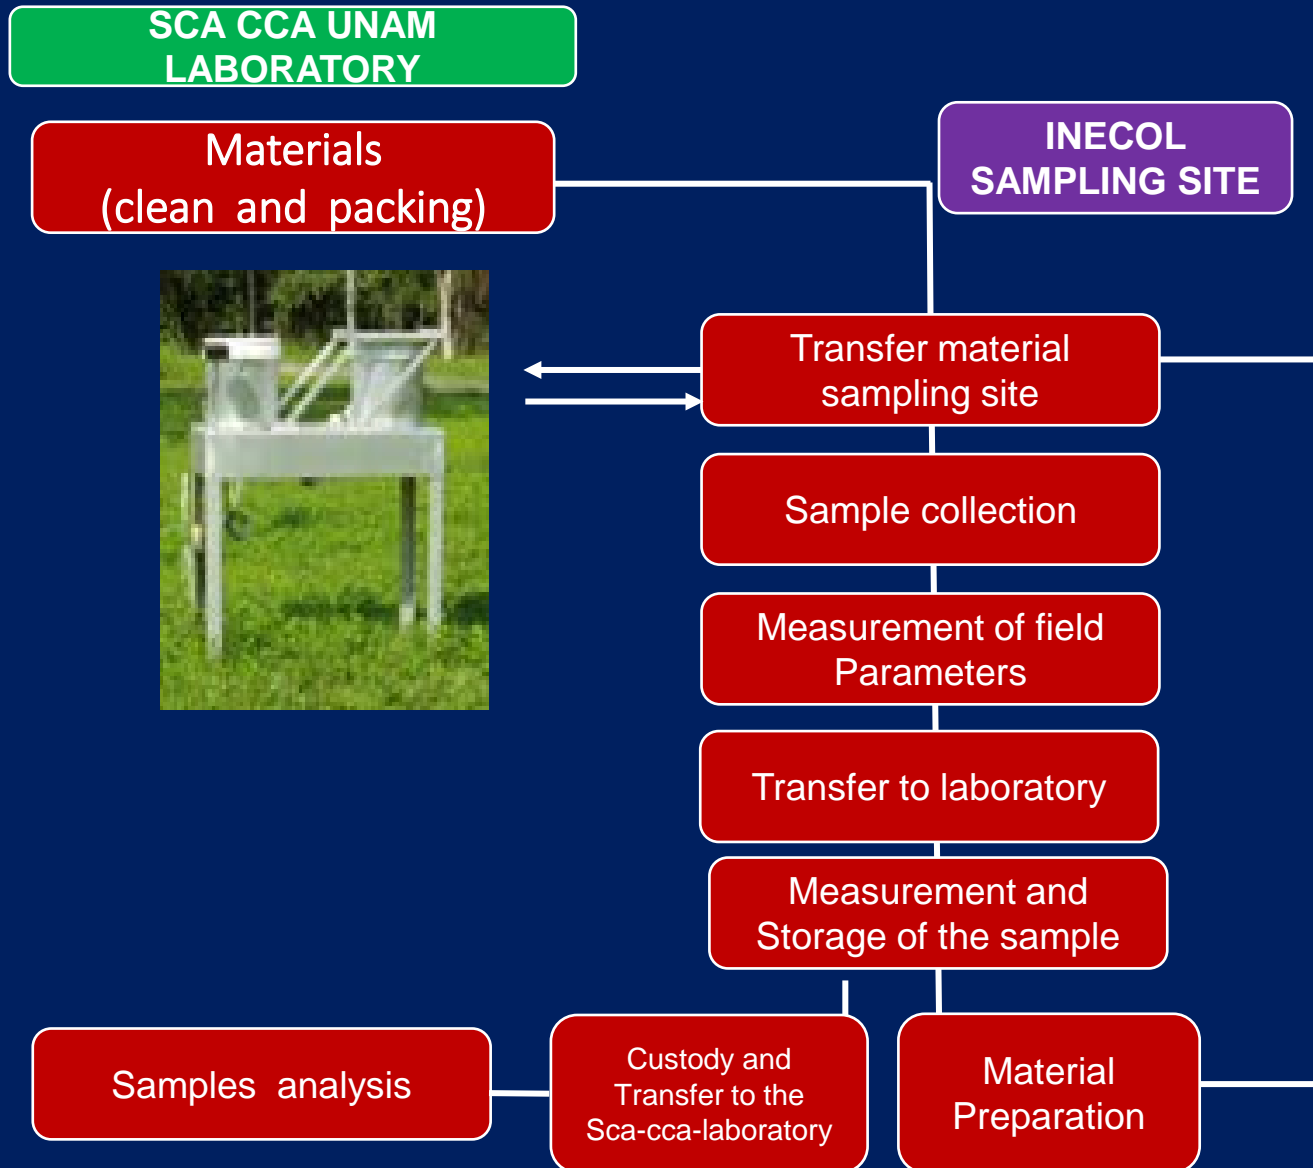 SCA CCA UNAM
LABORATORY
Materials
(clean and packing)
INECOL
SAMPLING SITE
Transfer material
sampling site
Sample collection
Measurement of field
Parameters
Transfer to laboratory
Measurement and
Storage of the sample
Samples analysis
Custody and
Transfer to the
Sca-cca-laboratory
Material
Preparation